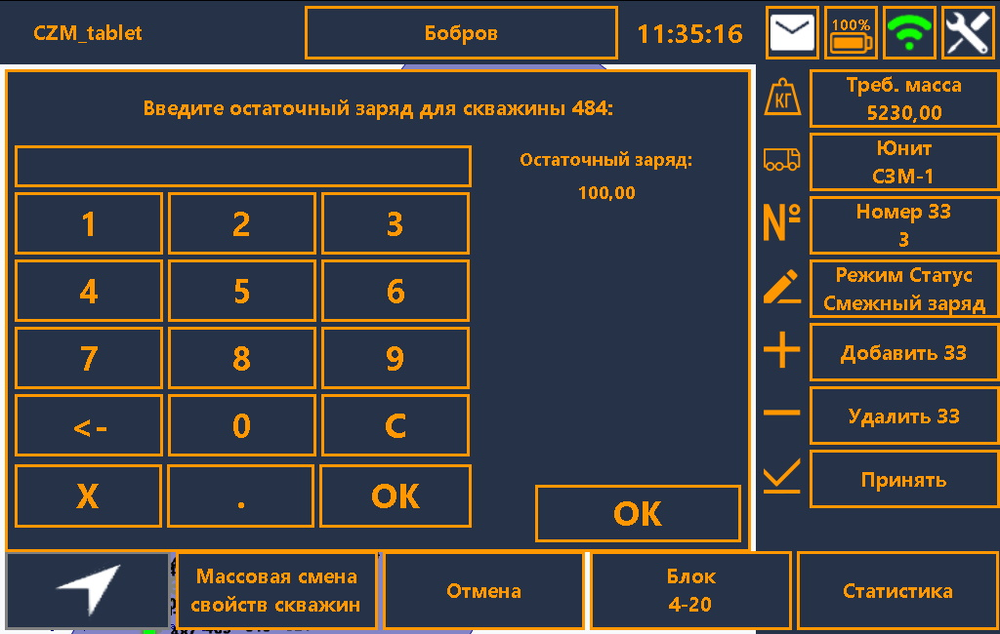 CZM_tablet
Бобров
11:35:16
100%
Введите остаточный заряд для скважины 484:
Остаточный заряд:
100,00
1 2 3
4 5 6
7 8 9
<- 0 C
X . OK
OK
КГ
Треб. масса
5230,00
Юнит
СЗМ-1
№
Номер ЗЗ
3
Режим Статус
Смежный заряд
Добавить ЗЗ
Удалить ЗЗ
Принять
Массовая смена
свойств скважин
Отмена
Блок
4-20
Статистика